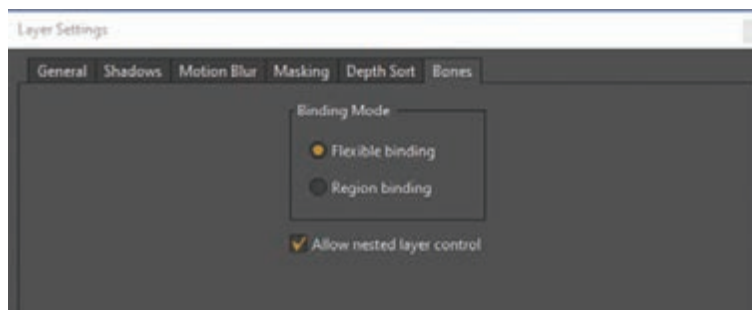 Layer Settings
General Shadows Motion Blur Masking Depth Sort Bones
Binding Mode
Flexible binding
Region binding
Allow nested layer control